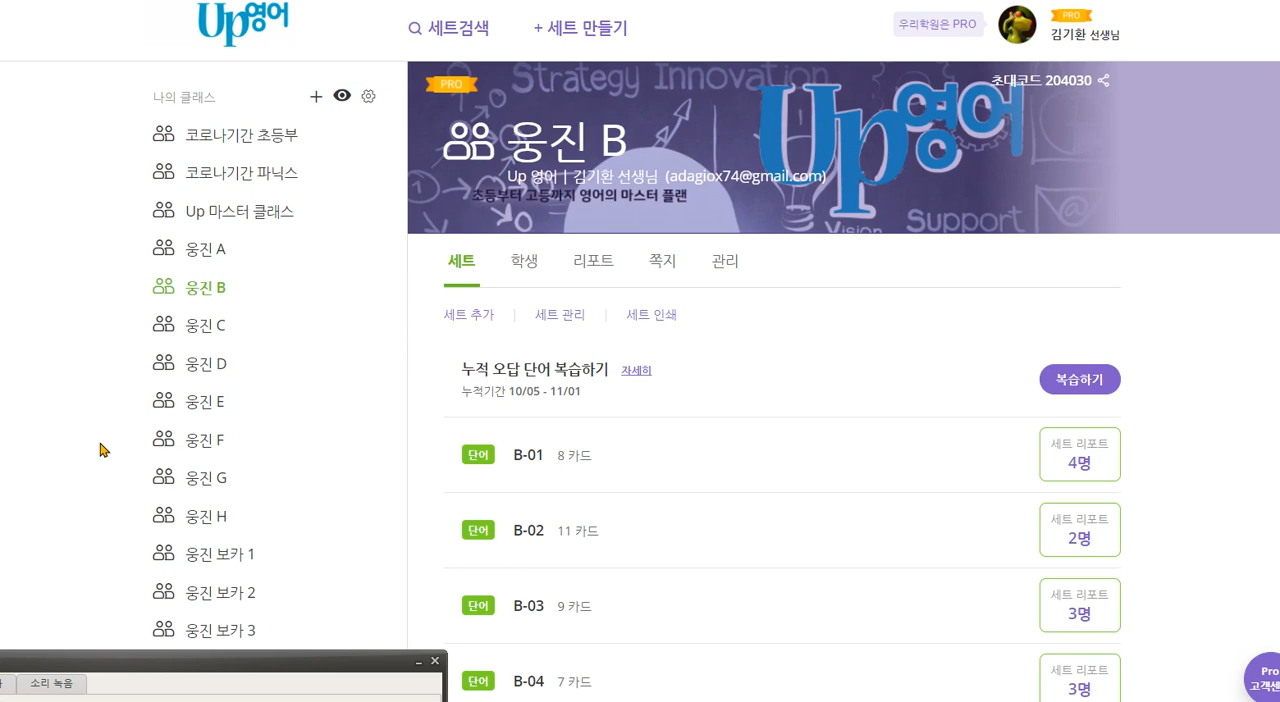 Up영어
세트검색
+ 세트 만들기
우리학원은 PRO
PRO
김기환 선생님
나의 클래스
코로나기간 초등부
코로나기간 파닉스
Up 마스터 클래스
웅진 A
웅진 B
웅진 C
웅진 D
웅진 E
웅진 F
웅진 G
웅진 H
웅진 보카 1
웅진 보카 2
웅진 보카 3
소리 녹음
PRO
Strategy Innovation
초대코드 204030
웅진 B
Up영어
Up 영어 | 김기환 선생님 (adagiox74@gmail.com)
초등부터 고등까지 영어의 마스터 플랜
Vision
Support
세트
학생
리포트
쪽지
관리
세트 추가
세트 관리
세트 인쇄
누적 오답 단어 복습하기 자세히
누적기간 10/05 - 11/01
복습하기
단어 B-01 8 카드
세트 리포트
4명
단어 B-02 11 카드
세트 리포트
2명
단어 B-03 9 카드
세트 리포트
3명
단어 B-04 7 카드
세트 리포트
3명
Pro